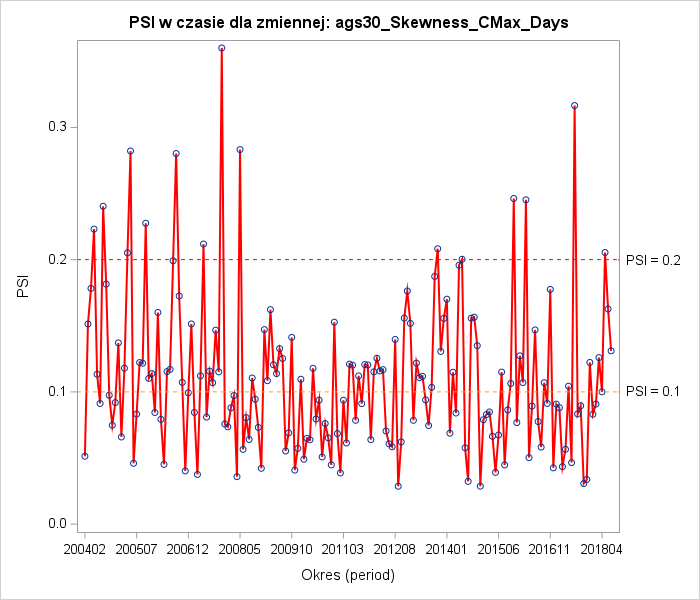 PSI w czasie dla zmiennej: ags30_Skewness_CMax_Days
PSI
0.3
0.2
0.1
0.0
PSI = 0.2
PSI = 0.1
200402 200507 200612 200805 200910 201103 201208 201401 201506 201611 201804
Okres (period)